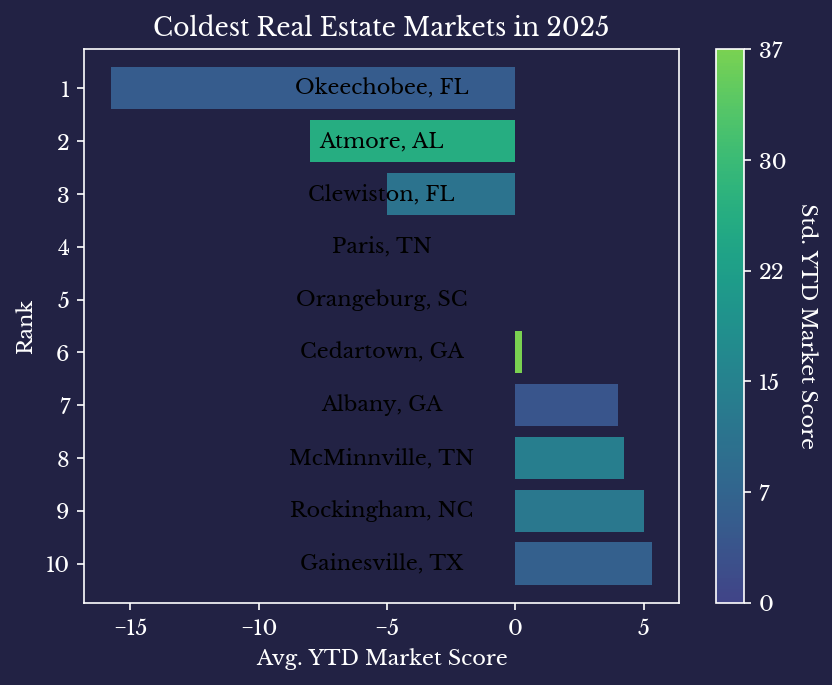 Coldest Real Estate Markets in 2025
1
Okeechobee, FL
2
Atmore, AL
3
Clewiston, FL
4
Paris, TN
5
Orangeburg, SC
6
Cedartown, GA
7
Albany, GA
8
McMinnville, TN
9
Rockingham, NC
10
Gainesville, TX
Rank
−15
−10
−5
0
5
Avg. YTD Market Score
37
30
22
15
7
0
Std. YTD Market Score